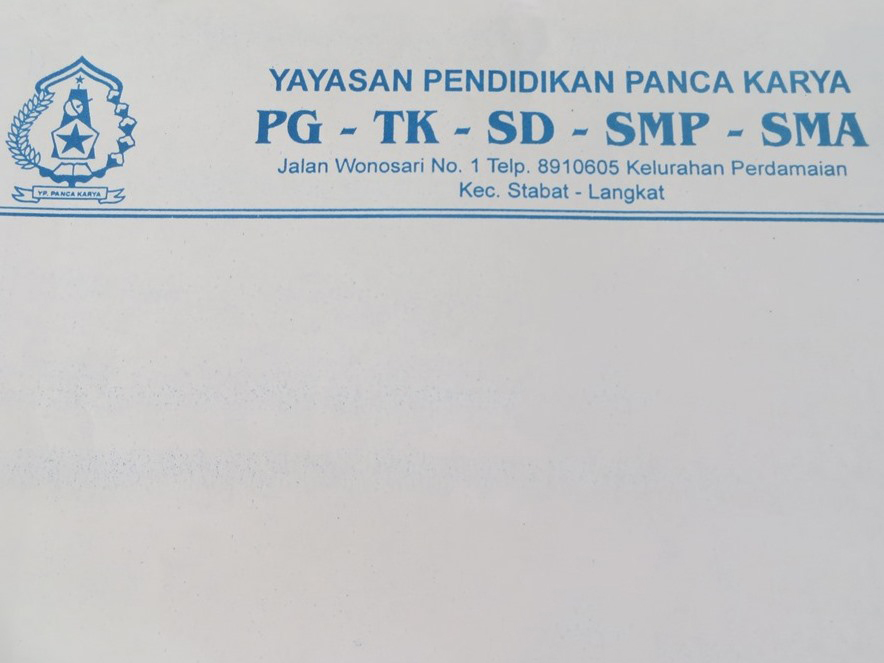 YAYASAN PENDIDIKAN PANCA KARYA
PG - TK - SD - SMP - SMA
Jalan Wonosari No. 1 Telp. 8910605 Kelurahan Perdamaian
Kec. Stabat - Langkat
YP. PANCA KARYA